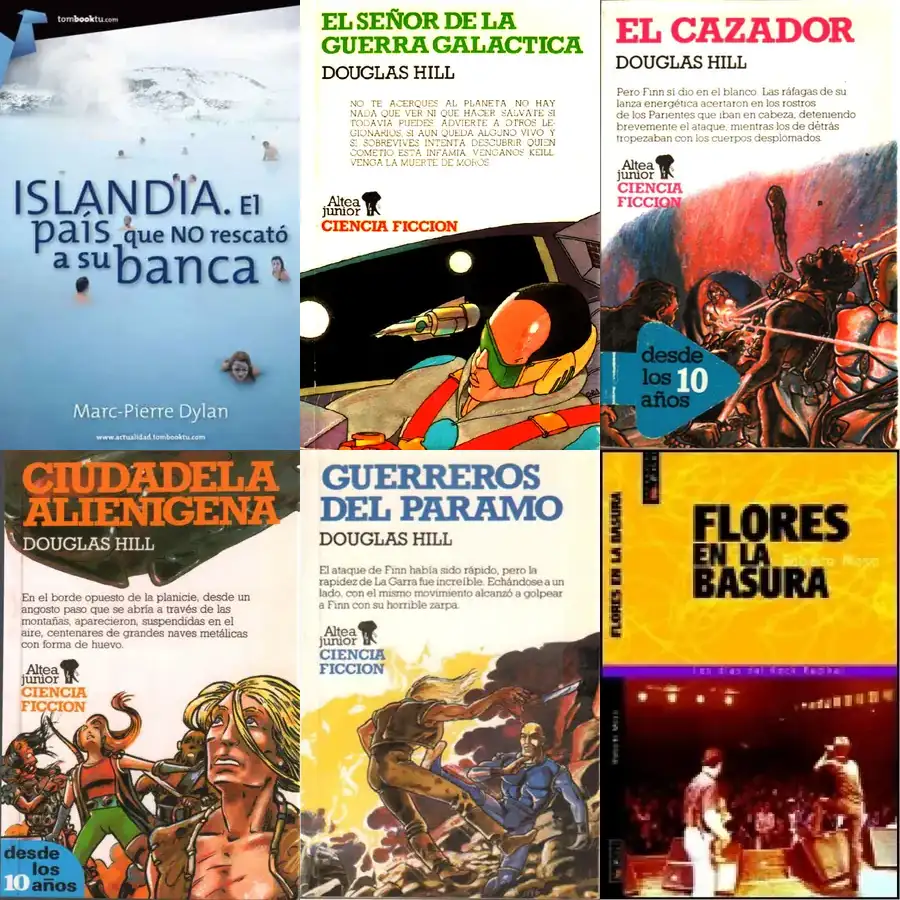 tombooktu.com
ISLANDIA. El
país que NO rescató
a su banca
Marc-Pierre Dylan
www.actualidad.tombooktu.com
EL SEÑOR DE LA
GUERRA GALACTICA
DOUGLAS HILL
NO TE ACERQUES AL PLANETA. NO HAY
NADA QUE VER NI QUE HACER. SALVATE SI
TODAVIA PUEDES. ADVIERTE A OTROS LE-
GIONARIOS, SI AUN QUEDA ALGUNO VIVO. Y
SI SOBREVIVES INTENTA DESCUBRIR QUIEN
COMETIO ESTA INFAMIA. VENGANOS KEILL.
VENGA LA MUERTE DE MOROS
Altea
junior
CIENCIA FICCION
EL CAZADOR
DOUGLAS HILL
Pero Finn sí dio en el blanco. Las ráfagas de su
lanza energética acertaron en los rostros
de los Parientes que iban en cabeza, deteniendo
brevemente el ataque, mientras los de detrás
tropezaban con los cuerpos desplomados.
Altea
junior
CIENCIA
FICCION
desde
los 10
años
CIUDADELA
ALIENIGENA
DOUGLAS HILL
En el borde opuesto de la planicie, desde un
angosto paso que se abría a través de las
montañas, aparecieron, suspendidas en el
aire, centenares de grandes naves metálicas
con forma de huevo.
Altea
junior
CIENCIA
FICCION
desde
los
10 años
GUERREROS
DEL PARAMO
DOUGLAS HILL
El ataque de Finn había sido rápido, pero la
rapidez de La Garra fue increíble. Echándose a un
lado, con el mismo movimiento alcanzó a golpear
a Finn con su horrible zarpa.
Altea
junior
CIENCIA
FICCION
FLORES EN LA BASURA
FLORES
EN LA
BASURA
Los días del Rock Radikal